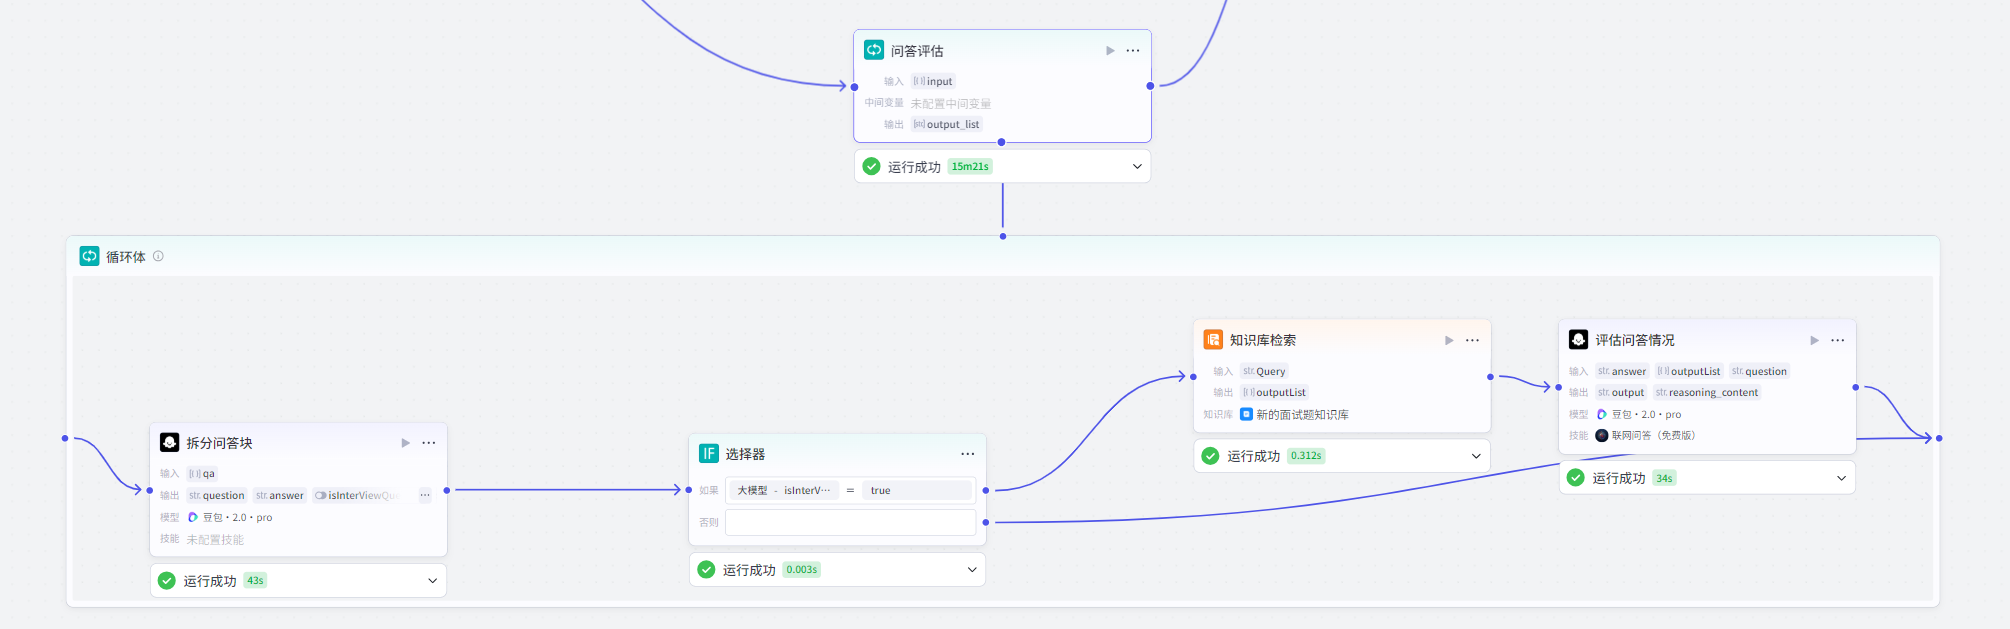 问答评估
输入 input
中间变量 未配置中间变量
输出 output_list
运行成功 15m21s
循环体
拆分问答块
输入 qa
输出 str. question str. answer isInterViewQu ···
模型 豆包·2.0·pro
技能 未配置技能
运行成功 43s
IF 选择器
如果 大模型 - isInterV··· = true
否则
运行成功 0.003s
知识库检索
输入 str. Query
输出 outputList
知识库 新的面试题知识库
运行成功 0.312s
评估问答情况
输入 str. answer outputList str. question
输出 str. output str. reasoning_content
模型 豆包·2.0·pro
技能 联网问答（免费版）
运行成功 34s